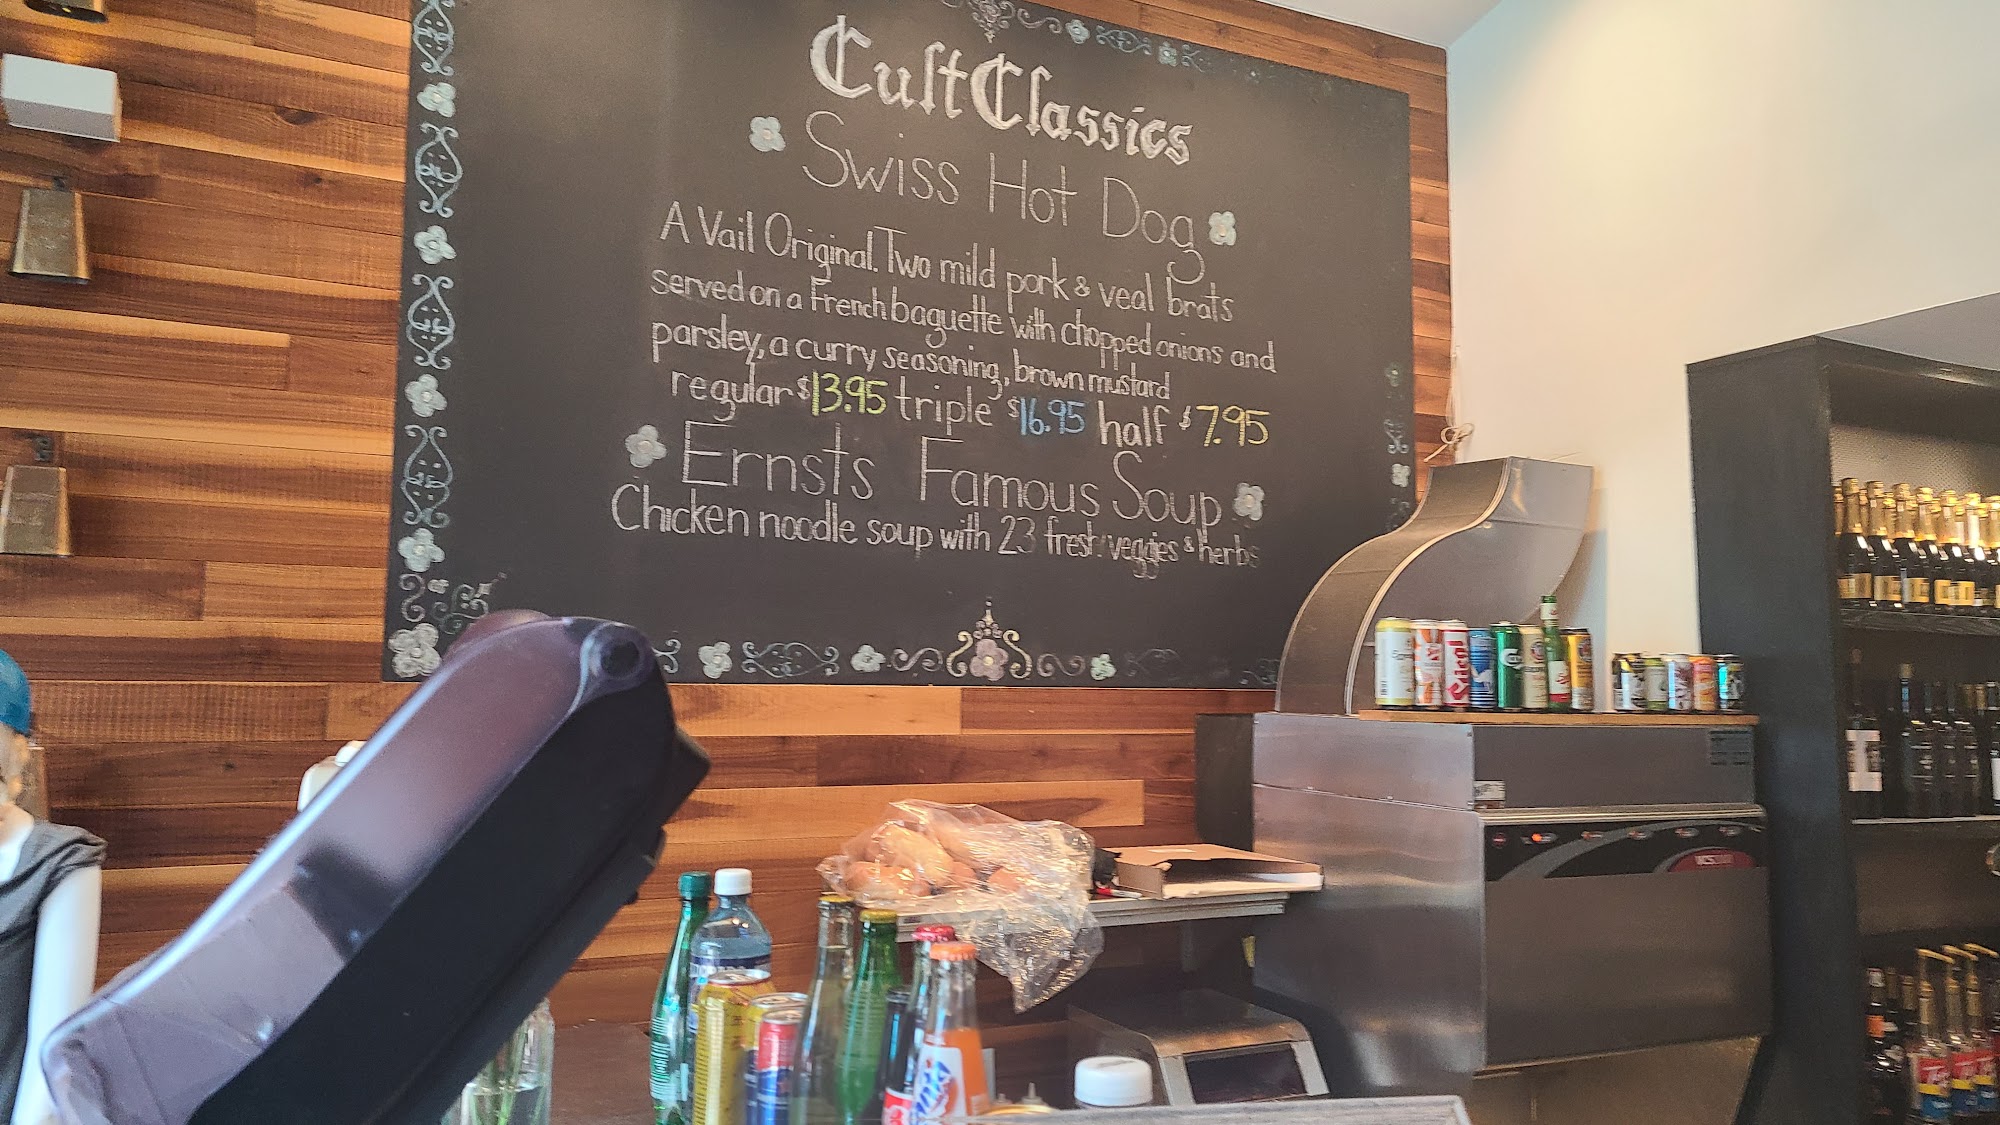 Cult Classics
Swiss Hot Dog
A Vail Original. Two mild pork & veal brats
served on a French baguette with chopped onions and
parsley, a curry seasoning, brown mustard
regular $13.95 triple $16.95 half $7.95
Ernsts Famous Soup
Chicken noodle soup with 23 fresh veggies & herbs